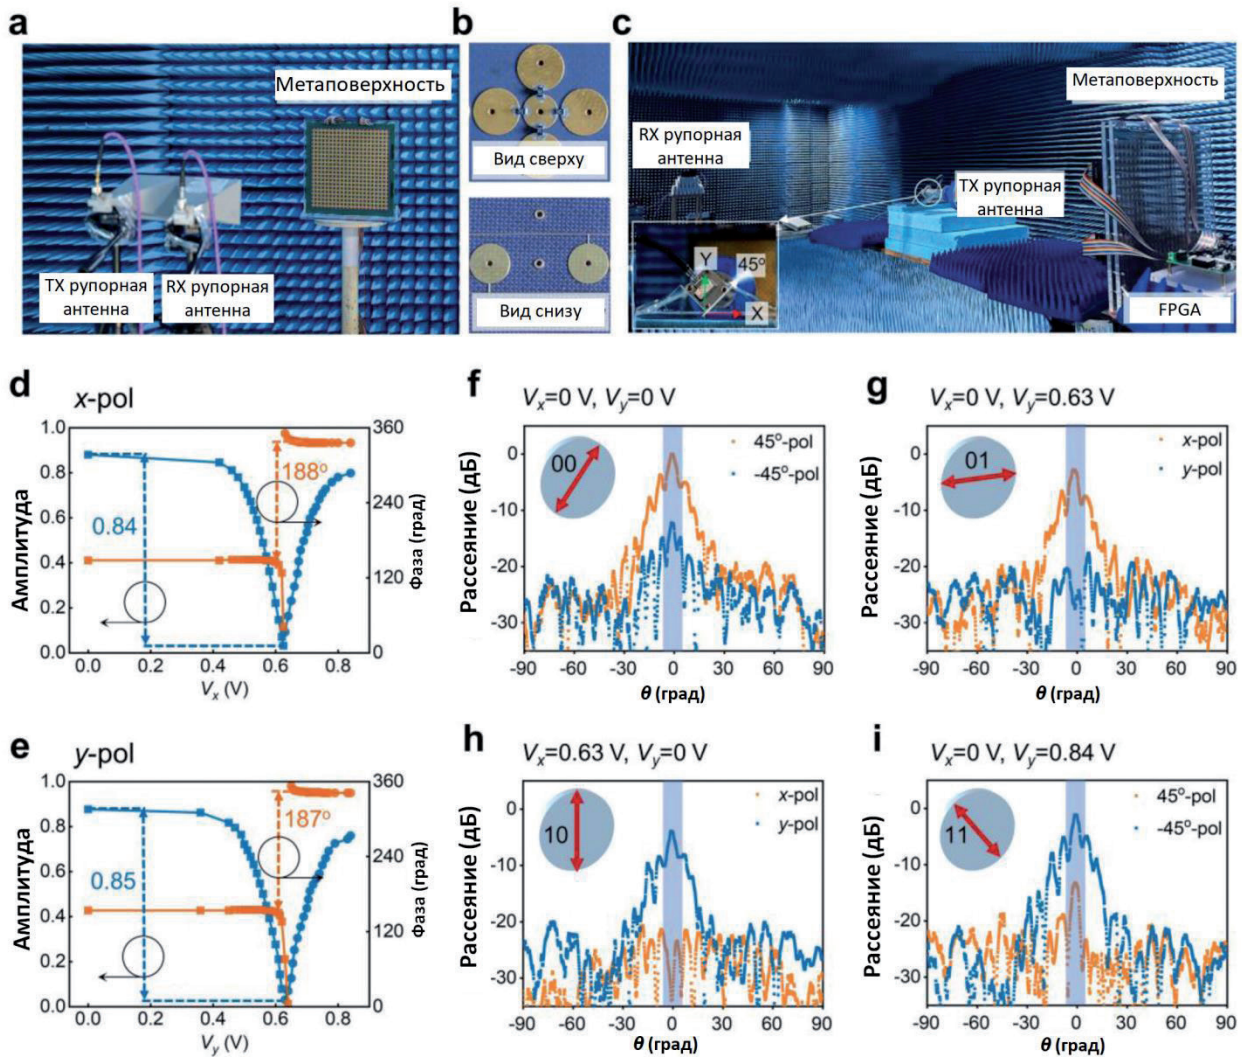 a
Метаповерхность
TX рупорная
антенна
RX рупорная
антенна
b
Вид сверху
Вид снизу
c
Метаповерхность
RX рупорная
антенна
TX рупорная
антенна
Y
45°
X
FPGA
d
x-pol
Амплитуда
1.0
0.8
0.6
0.4
0.2
0.0
0.84
188°
360
240
120
0
Фаза (град)
0.0 0.2 0.4 0.6 0.8
Vx (V)
f
Vx=0 V, Vy=0 V
Рассеяние (дБ)
0
-10
-20
-30
00
45°-pol
-45°-pol
-90 -60 -30 0 30 60 90
θ (град)
g
Vx=0 V, Vy=0.63 V
Рассеяние (дБ)
0
-10
-20
-30
01
x-pol
y-pol
-90 -60 -30 0 30 60 90
θ (град)
e
y-pol
Амплитуда
1.0
0.8
0.6
0.4
0.2
0.0
0.85
187°
360
240
120
0
Фаза (град)
0.0 0.2 0.4 0.6 0.8
Vy (V)
h
Vx=0.63 V, Vy=0 V
Рассеяние (дБ)
0
-10
-20
-30
10
x-pol
y-pol
-90 -60 -30 0 30 60 90
θ (град)
i
Vx=0 V, Vy=0.84 V
Рассеяние (дБ)
0
-10
-20
-30
11
45°-pol
-45°-pol
-90 -60 -30 0 30 60 90
θ (град)